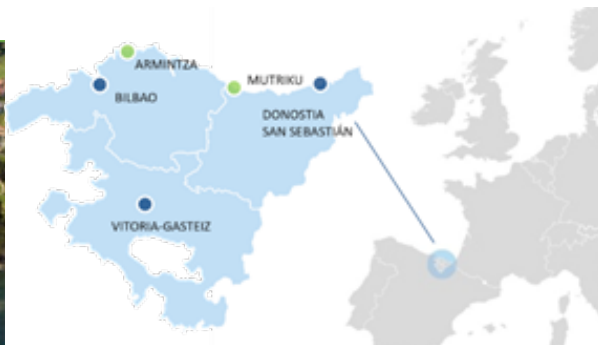 ARMINTZA
MUTRIKU
BILBAO
DONOSTIA
SAN SEBASTIÁN
VITORIA-GASTEIZ